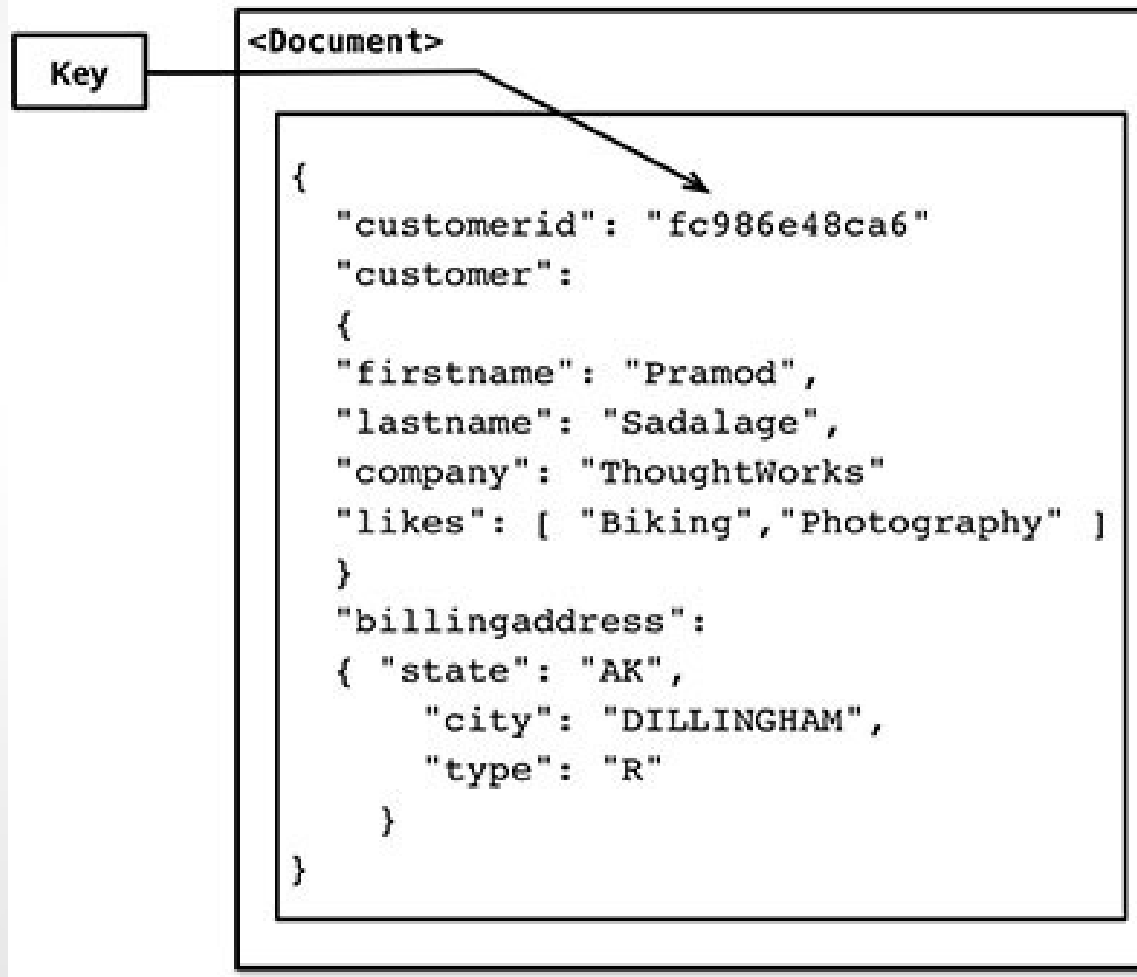 <Document>
Key
{
"customerid": "fc986e48ca6"
"customer":
{
"firstname": "Pramod",
"lastname": "Sadalage",
"company": "ThoughtWorks"
"likes": [ "Biking","Photography" ]
}
"billingaddress":
{ "state": "AK",
"city": "DILLINGHAM",
"type": "R"
}
}